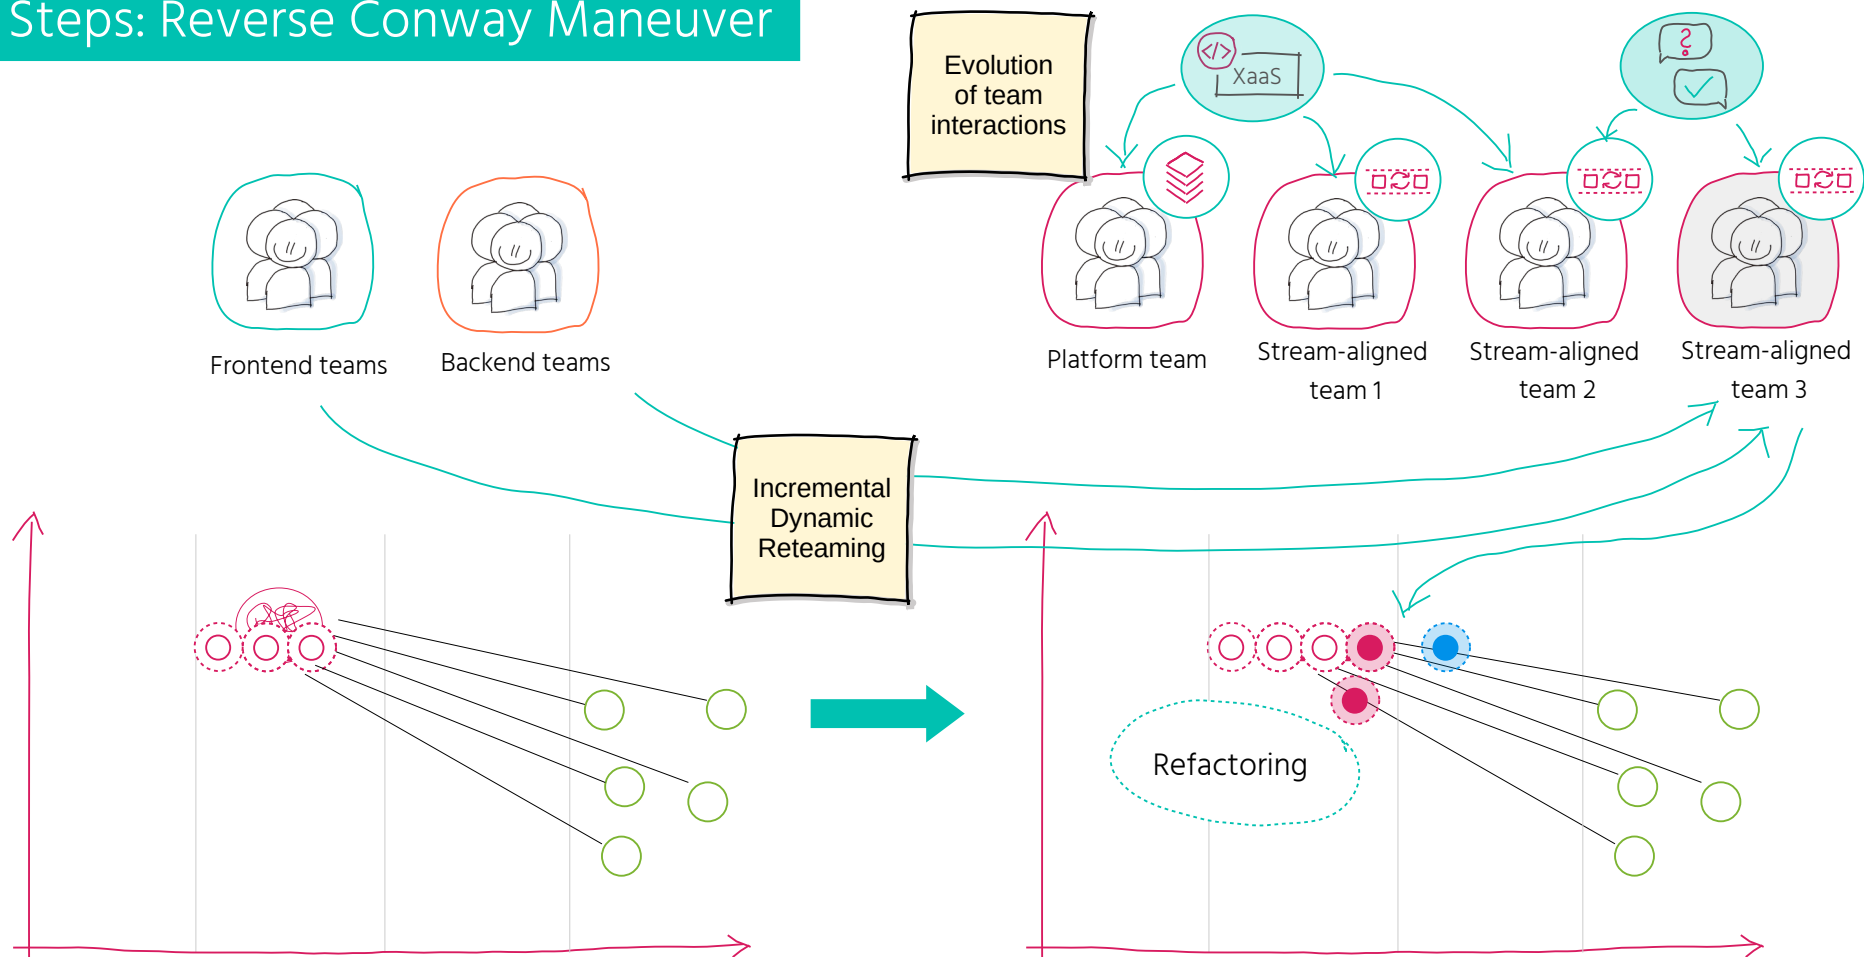 Steps: Reverse Conway Maneuver
Evolution
of team
interactions
</>
XaaS
?
Frontend teams
Backend teams
Platform team
Stream-aligned
team 1
Stream-aligned
team 2
Stream-aligned
team 3
Incremental
Dynamic
Reteaming
Refactoring